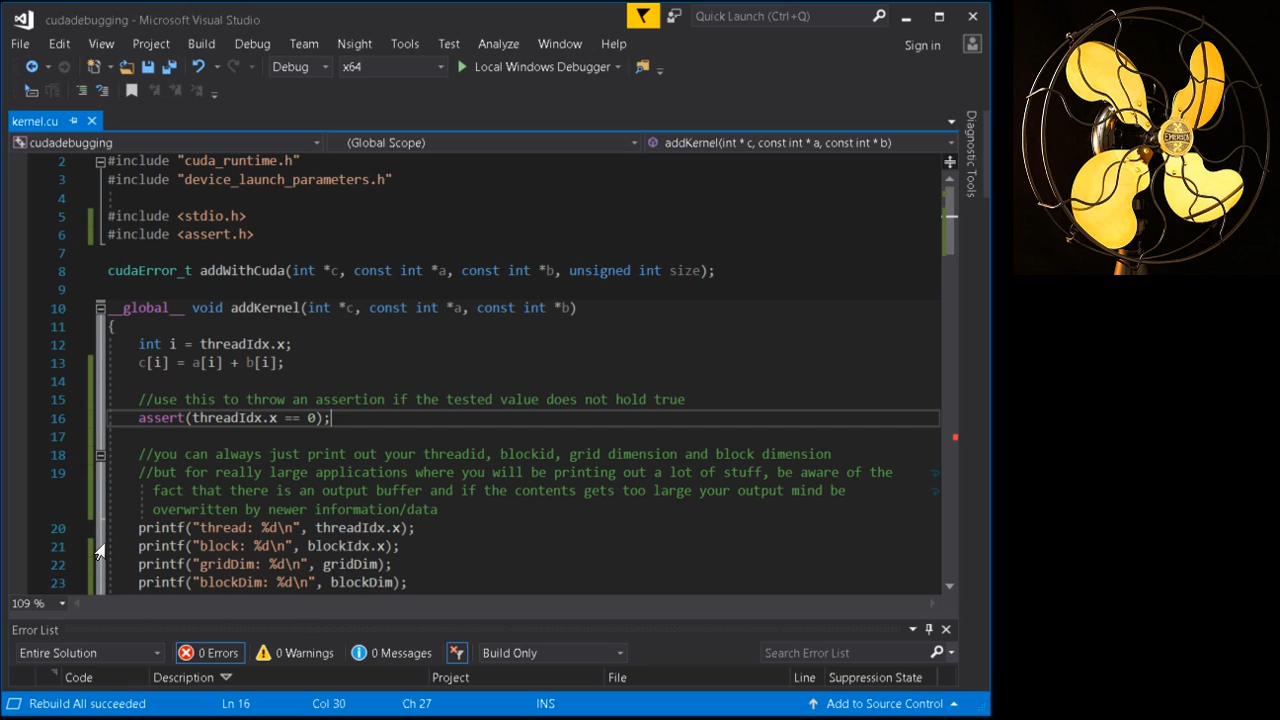 cudadebugging - Microsoft Visual Studio
Quick Launch (Ctrl+Q)
File Edit View Project Build Debug Team Nsight Tools Test Analyze Window Help
Sign in
Debug x64 Local Windows Debugger
kernel.cu
cudadebugging (Global Scope) addKernel(int * c, const int * a, const int * b)
Diagnostic Tools
2 #include "cuda_runtime.h"
3 #include "device_launch_parameters.h"
4
5 #include <stdio.h>
6 #include <assert.h>
7
8 cudaError_t addWithCuda(int *c, const int *a, const int *b, unsigned int size);
9
10 __global__ void addKernel(int *c, const int *a, const int *b)
11 {
12 int i = threadIdx.x;
13 c[i] = a[i] + b[i];
14
15 //use this to throw an assertion if the tested value does not hold true
16 assert(threadIdx.x == 0);
17
18 //you can always just print out your threadid, blockid, grid dimension and block dimension
19 //but for really large applications where you will be printing out a lot of stuff, be aware of the
fact that there is an output buffer and if the contents gets too large your output mind be
overwritten by newer information/data
20 printf("thread: %d\n", threadIdx.x);
21 printf("block: %d\n", blockIdx.x);
22 printf("gridDim: %d\n", gridDim);
23 printf("blockDim: %d\n", blockDim);
109 %
Error List
Entire Solution 0 Errors 0 Warnings 0 Messages Build Only Search Error List
Code Description Project File Line Suppression State
Rebuild All succeeded Ln 16 Col 30 Ch 27 INS Add to Source Control
EMERSON